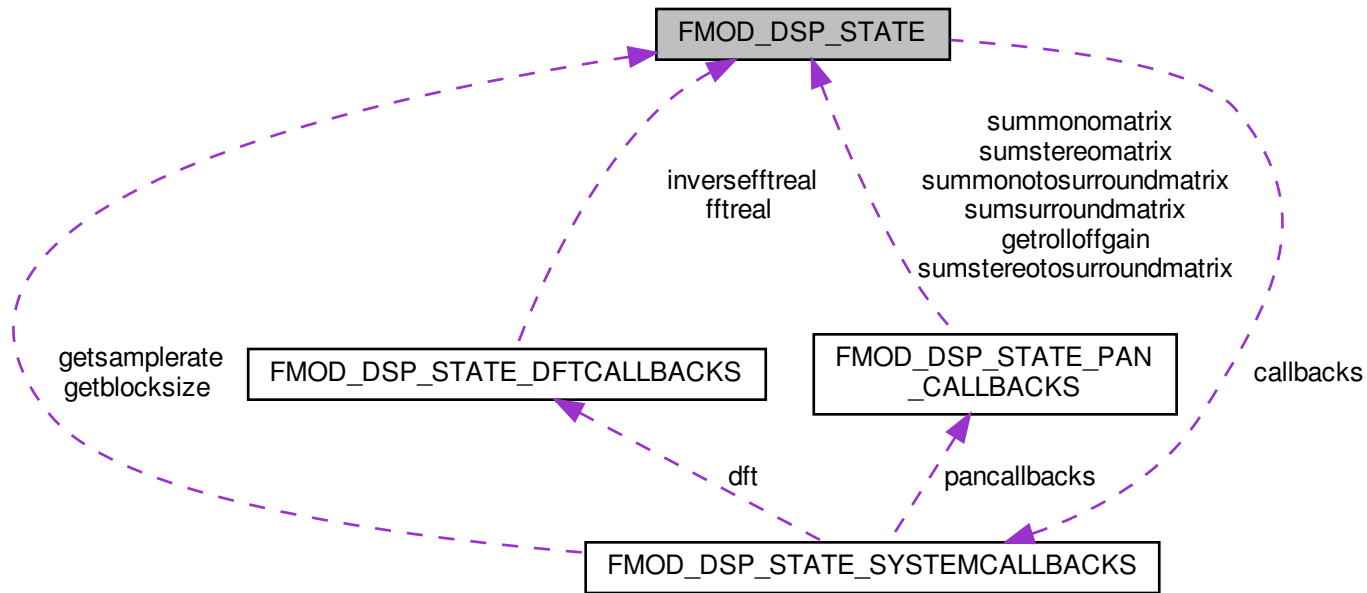 FMOD_DSP_STATE
summonomatrix
sumstereomatrix
summonotosurroundmatrix
sumsurroundmatrix
getrolloffgain
sumstereotosurroundmatrix
inversefftreal
fftreal
getsamplerate
getblocksize
FMOD_DSP_STATE_DFTCALLBACKS
FMOD_DSP_STATE_PAN
_CALLBACKS
callbacks
dft
pancallbacks
FMOD_DSP_STATE_SYSTEMCALLBACKS